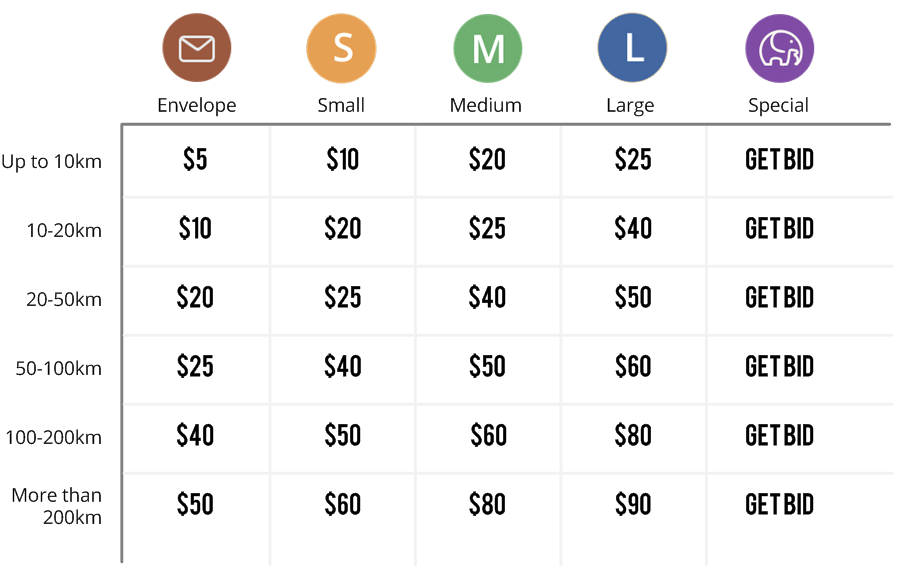 S M L
Envelope Small Medium Large Special
Up to 10km $5 $10 $20 $25 GET BID
10-20km $10 $20 $25 $40 GET BID
20-50km $20 $25 $40 $50 GET BID
50-100km $25 $40 $50 $60 GET BID
100-200km $40 $50 $60 $80 GET BID
More than
200km $50 $60 $80 $90 GET BID